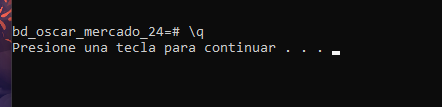 bd_oscar_mercado_24=# \q
Presione una tecla para continuar . . .